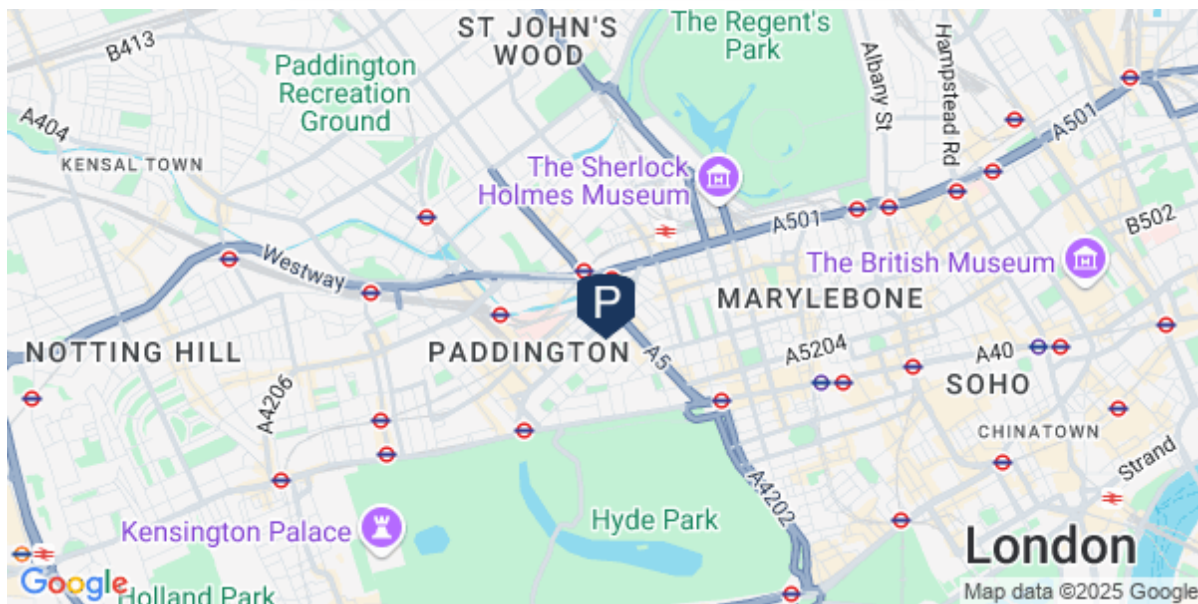 ST JOHN'S
WOOD
The Regent's
Park
B413
Paddington
Recreation
Ground
Albany St
Hampstead Rd
A501
A404
KENSAL TOWN
The Sherlock
Holmes Museum
A501
B502
Westway
The British Museum
P
MARYLEBONE
NOTTING HILL
PADDINGTON
A5
A5204
A40
SOHO
A4206
CHINATOWN
Strand
A4202
Kensington Palace
Hyde Park
London
Google
Holland Park
Map data ©2025 Google